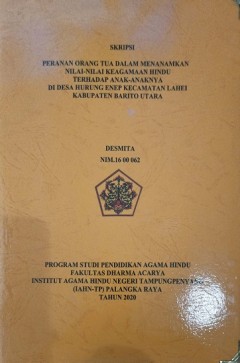 SKRIPSI
PERANAN ORANG TUA DALAM MENANAMKAN
NILAI-NILAI KEAGAMAAN HINDU
TERHADAP ANAK-ANAKNYA
DI DESA HURUNG ENEP KECAMATAN LAHEI
KABUPATEN BARITO UTARA
DESMITA
NIM.16 00 062
PROGRAM STUDI PENDIDIKAN AGAMA HINDU
FAKULTAS DHARMA ACARYA
INSTITUT AGAMA HINDU NEGERI TAMPUNGPENYANG
(IAHN-TP) PALANGKA RAYA
TAHUN 2020